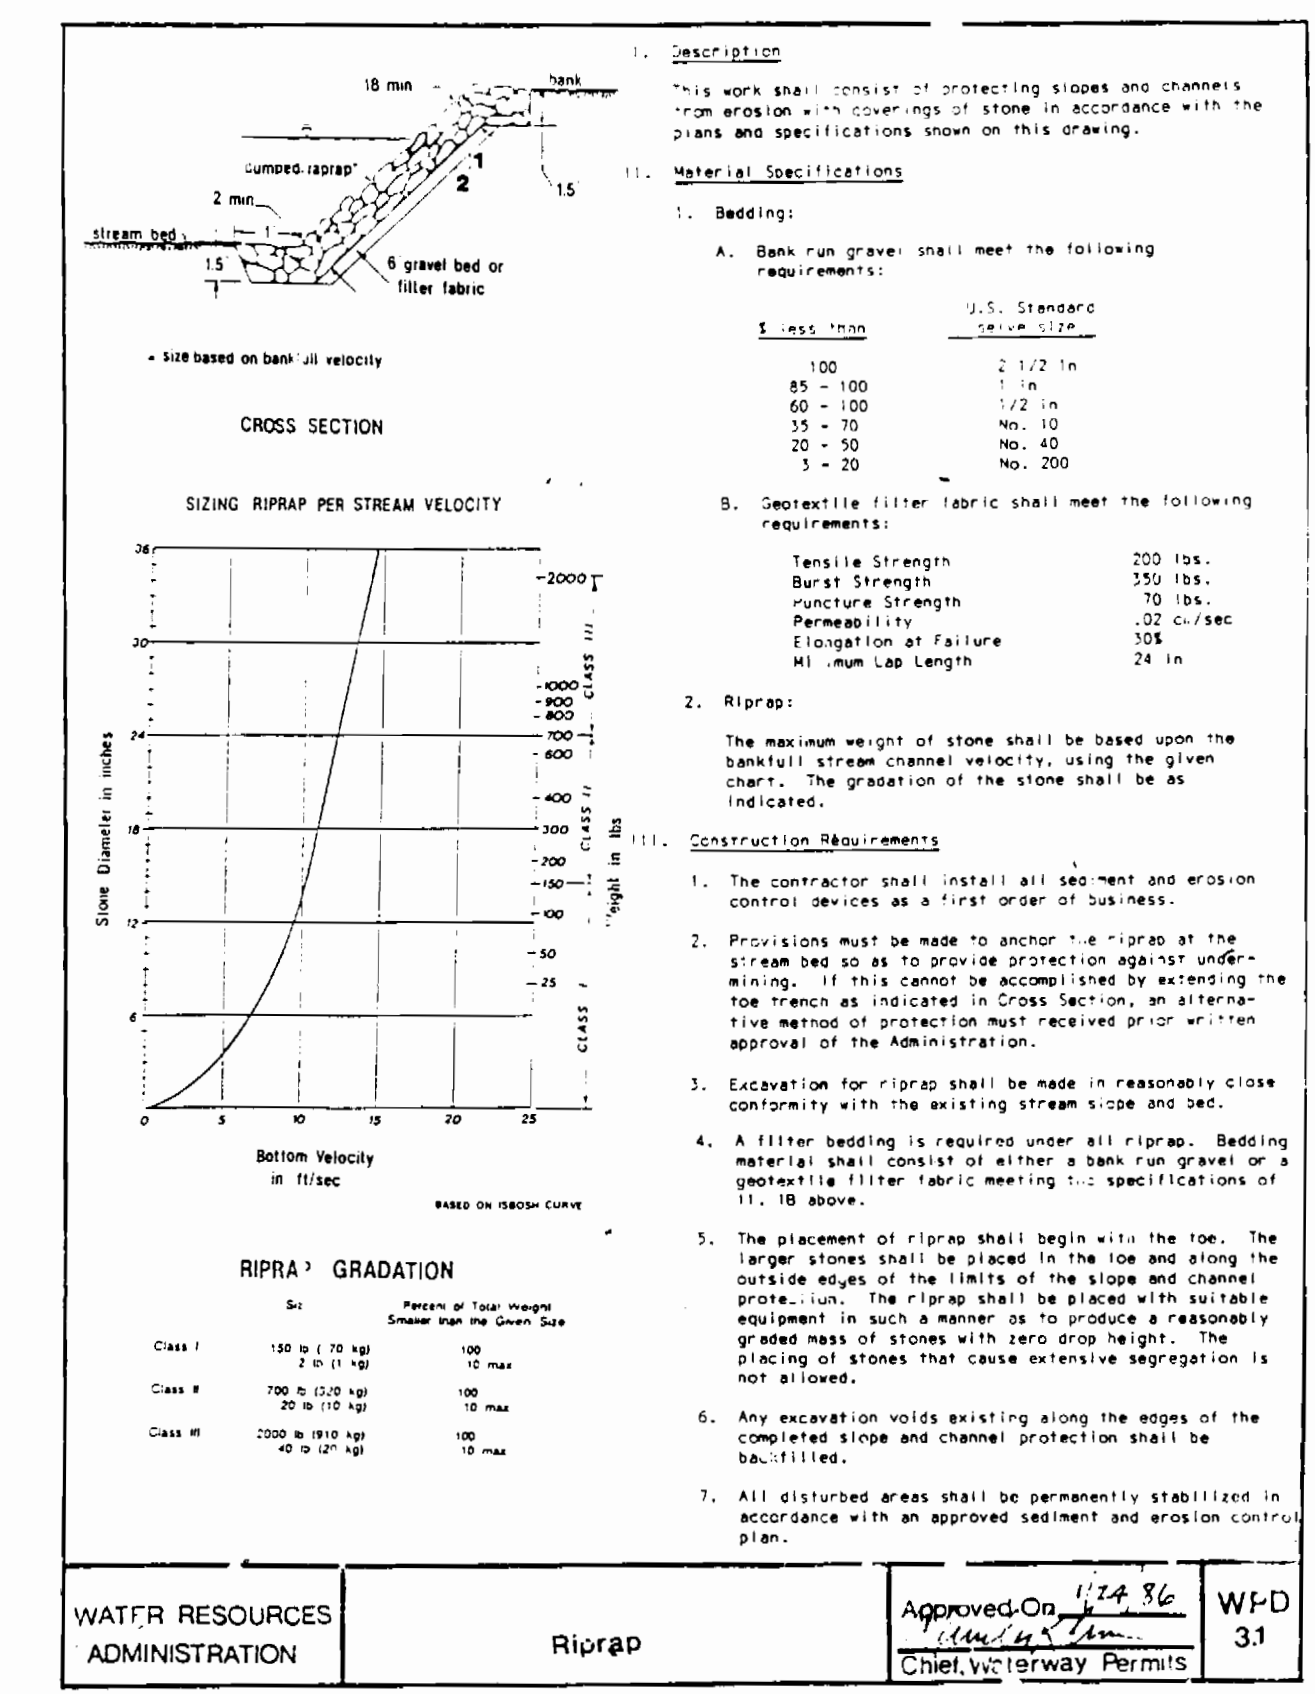 18 min
bank
dumped riprap*
1
2
2 min
1.5
stream bed
1
1.5
6 gravel bed or
filter fabric
size based on bankfull velocity
CROSS SECTION
SIZING RIPRAP PER STREAM VELOCITY
36
30
24
18
12
6
Stone Diameter in inches
0 5 10 15 20 25
Bottom Velocity
in ft/sec
2000
1000
900
800
700
600
400
300
200
150
100
50
25
CLASS III
CLASS II
CLASS I
Weight in lbs
BASED ON ISBOSH CURVE
RIPRAP GRADATION
Size Percent of Total Weight
Smaller than the Given Size
Class I 150 lb ( 70 kg) 100
2 lb (1 kg) 10 max
Class II 700 lb (320 kg) 100
20 lb (10 kg) 10 max
Class III 2000 lb (910 kg) 100
40 lb (20 kg) 10 max
I. Description
This work shall consist of protecting slopes and channels
from erosion with coverings of stone in accordance with the
plans and specifications shown on this drawing.
II. Material Specifications
1. Bedding:
A. Bank run gravel shall meet the following
requirements:
U.S. Standard
% less than seive size
100 2 1/2 in
85 - 100 1 in
60 - 100 1/2 in
35 - 70 No. 10
20 - 50 No. 40
3 - 20 No. 200
B. Geotextile filter fabric shall meet the following
requirements:
Tensile Strength 200 lbs.
Burst Strength 350 lbs.
Puncture Strength 70 lbs.
Permeability .02 cm/sec
Elongation at Failure 30%
Minimum Lap Length 24 in
2. Riprap:
The maximum weight of stone shall be based upon the
bankfull stream channel velocity, using the given
chart. The gradation of the stone shall be as
indicated.
III. Construction Requirements
1. The contractor shall install all sediment and erosion
control devices as a first order of business.
2. Provisions must be made to anchor the riprap at the
stream bed so as to provide protection against under-
mining. If this cannot be accomplished by extending the
toe trench as indicated in Cross Section, an alterna-
tive method of protection must received prior written
approval of the Administration.
3. Excavation for riprap shall be made in reasonably close
conformity with the existing stream slope and bed.
4. A filter bedding is required under all riprap. Bedding
material shall consist of either a bank run gravel or a
geotextile filter fabric meeting the specifications of
II. 1B above.
5. The placement of riprap shall begin with the toe. The
larger stones shall be placed in the toe and along the
outside edges of the limits of the slope and channel
protection. The riprap shall be placed with suitable
equipment in such a manner as to produce a reasonably
graded mass of stones with zero drop height. The
placing of stones that cause extensive segregation is
not allowed.
6. Any excavation voids existing along the edges of the
completed slope and channel protection shall be
backfilled.
7. All disturbed areas shall be permanently stabilized in
accordance with an approved sediment and erosion control
plan.
WATER RESOURCES
ADMINISTRATION
Riprap
Approved On 1/24/86
Chief, Waterway Permits
WPD
3.1